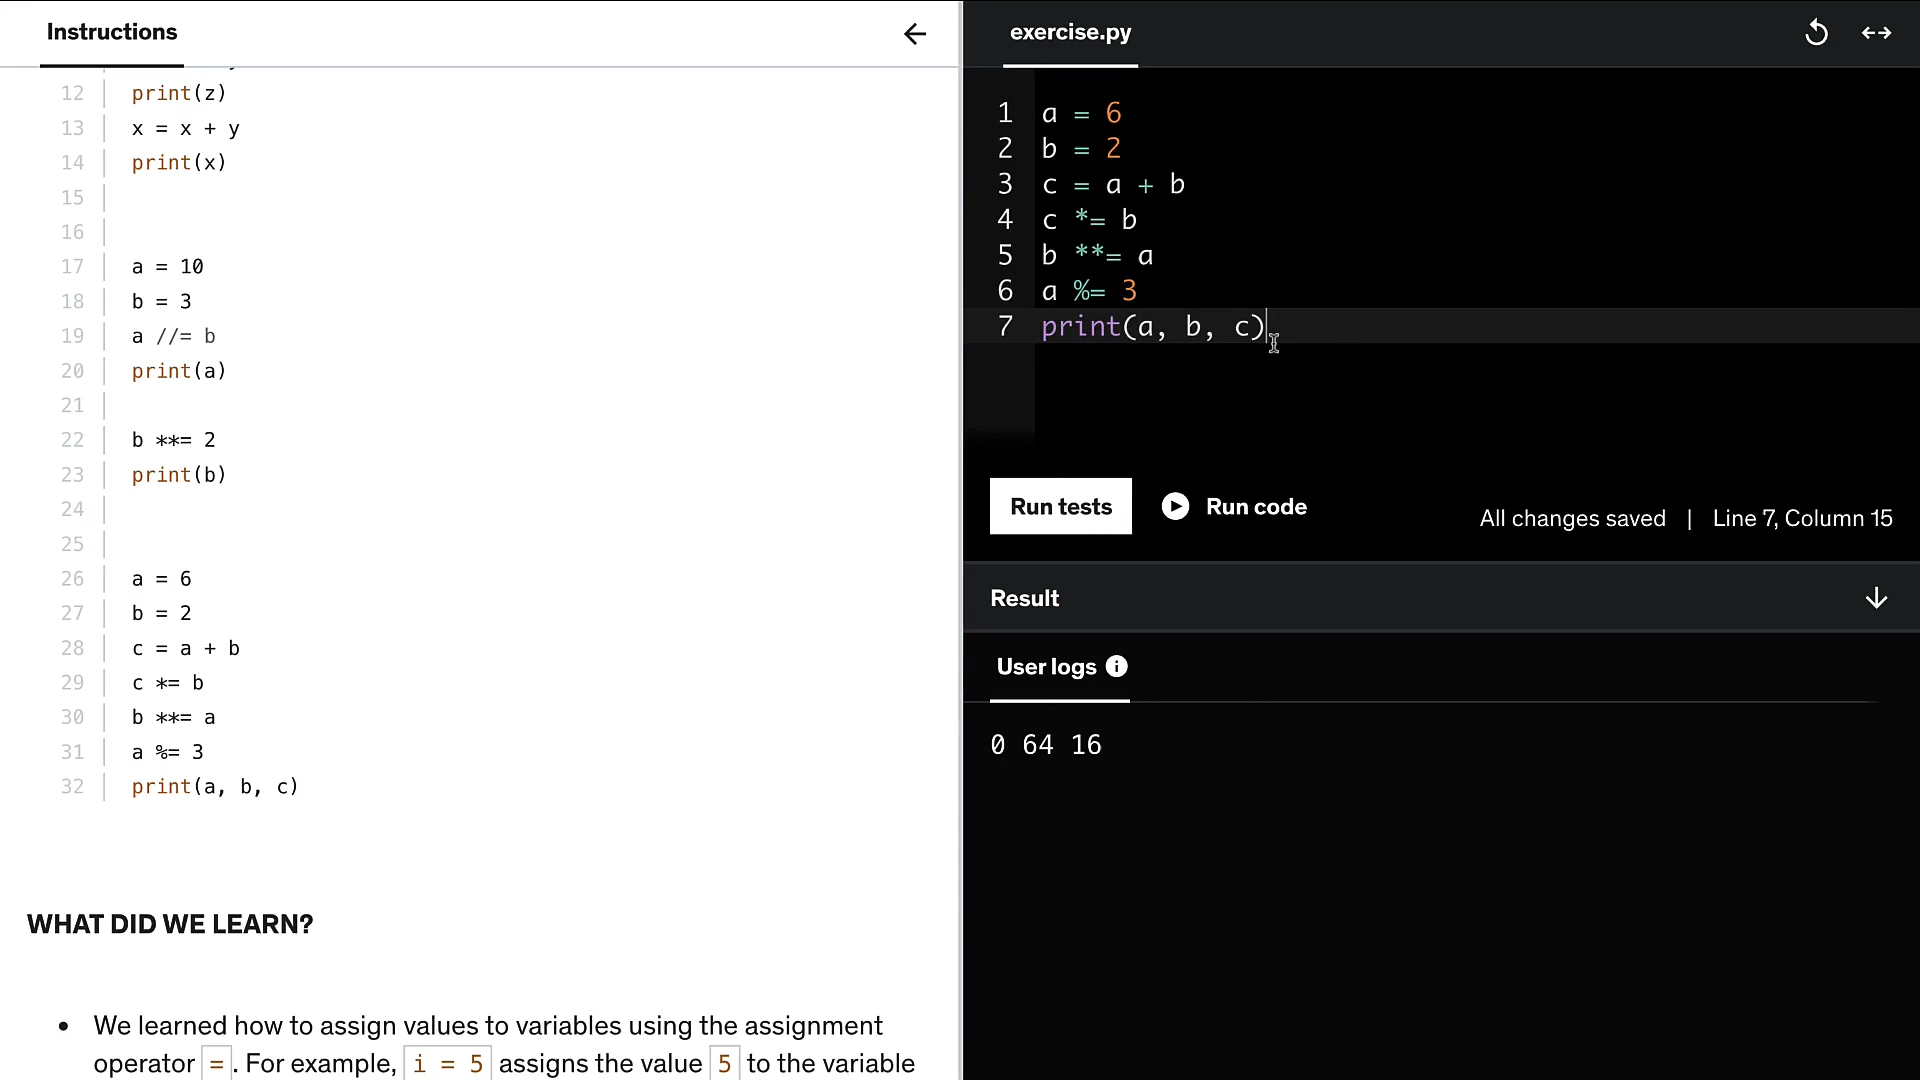 Instructions
12 print(z)
13 x = x + y
14 print(x)
15
16
17 a = 10
18 b = 3
19 a //= b
20 print(a)
21
22 b **= 2
23 print(b)
24
25
26 a = 6
27 b = 2
28 c = a + b
29 c *= b
30 b **= a
31 a %= 3
32 print(a, b, c)
WHAT DID WE LEARN?
• We learned how to assign values to variables using the assignment
operator = . For example, i = 5 assigns the value 5 to the variable
exercise.py
1 a = 6
2 b = 2
3 c = a + b
4 c *= b
5 b **= a
6 a %= 3
7 print(a, b, c)
Run tests Run code All changes saved | Line 7, Column 15
Result
User logs
0 64 16